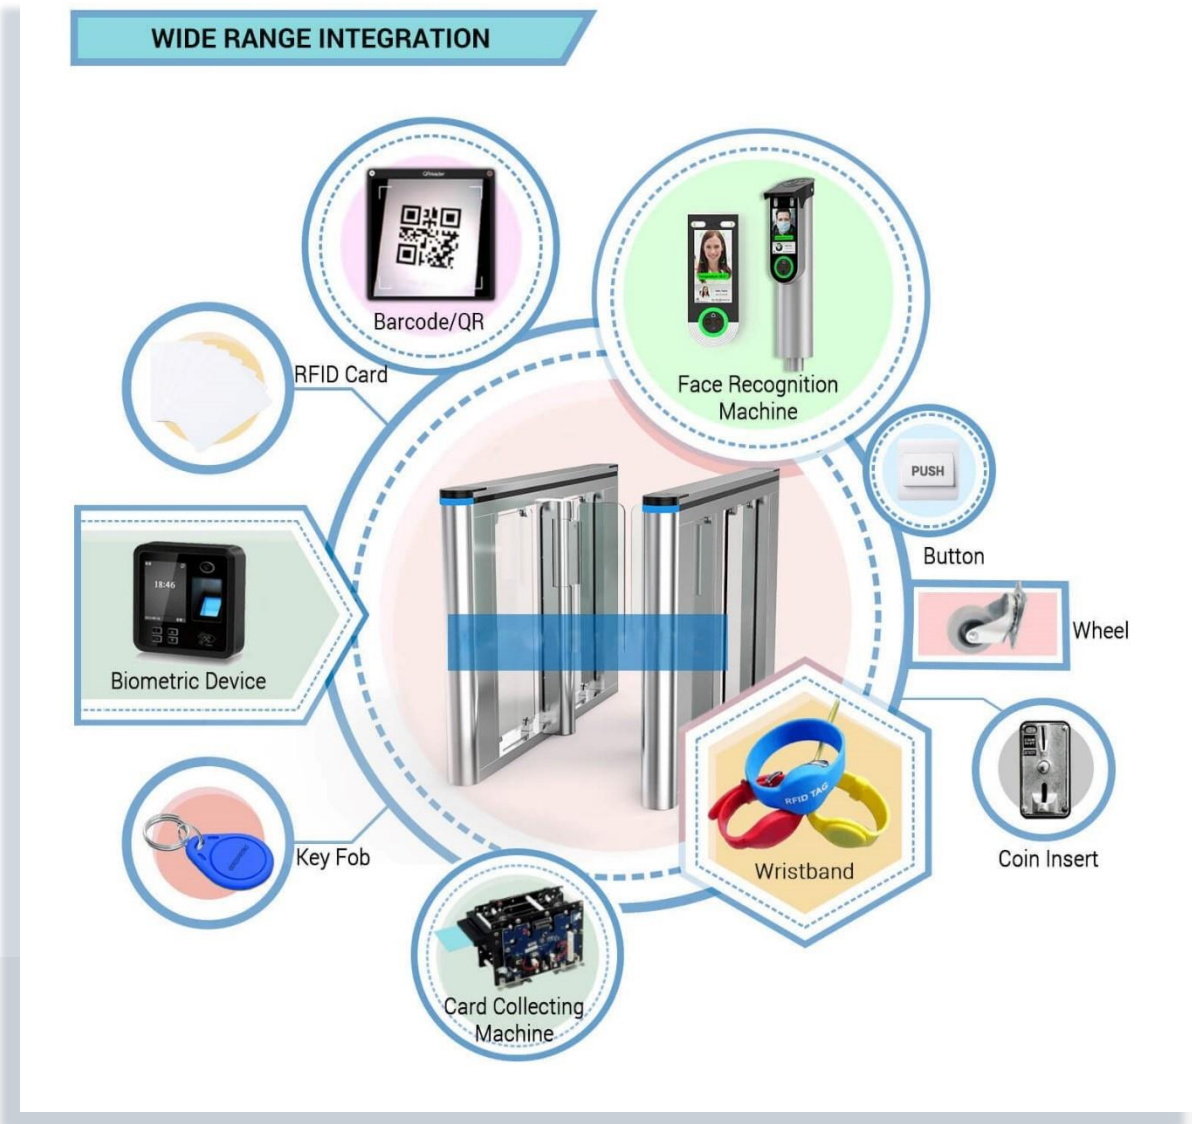 WIDE RANGE INTEGRATION
QReader
Barcode/QR
Face Recognition
Machine
RFID Card
PUSH
Button
18:46
Biometric Device
Wheel
RFID TAG
Wristband
Coin Insert
Key Fob
Card Collecting
Machine